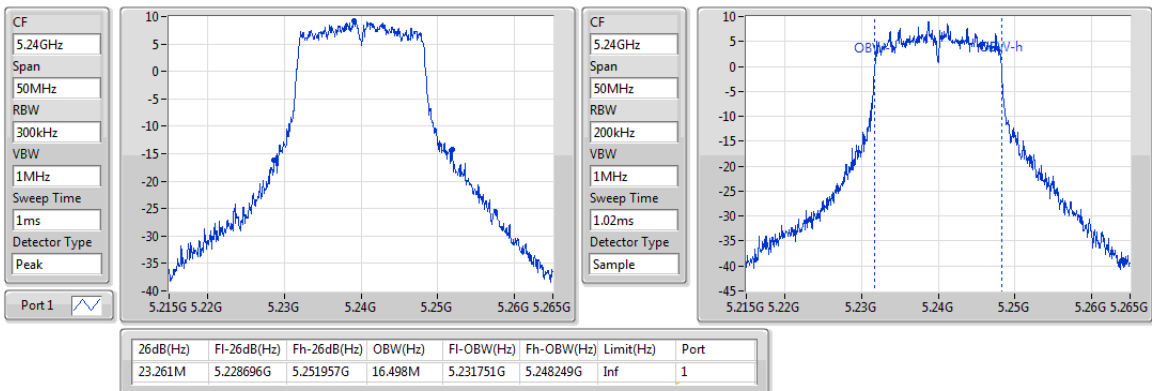 CF
5.24GHz
Span
50MHz
RBW
300kHz
VBW
1MHz
Sweep Time
1ms
Detector Type
Peak
Port 1
10
5
0
-5
-10
-15
-20
-25
-30
-35
-40
5.215G 5.22G 5.23G 5.24G 5.25G 5.26G 5.265G
CF
5.24GHz
Span
50MHz
RBW
200kHz
VBW
1MHz
Sweep Time
1.02ms
Detector Type
Sample
10
5
0
-5
-10
-15
-20
-25
-30
-35
-40
-45
5.215G 5.22G 5.23G 5.24G 5.25G 5.26G 5.265G
26dB(Hz) Fl-26dB(Hz) Fh-26dB(Hz) OBW(Hz) Fl-OBW(Hz) Fh-OBW(Hz) Limit(Hz) Port
23.261M 5.228696G 5.251957G 16.498M 5.231751G 5.248249G Inf 1